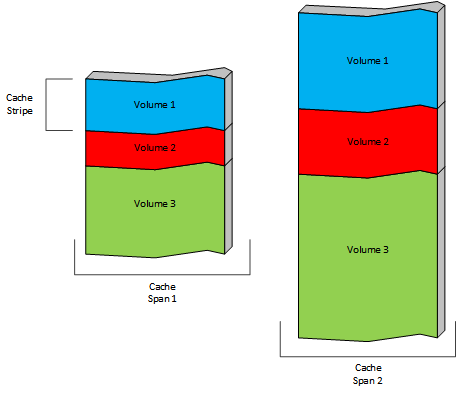 Cache
Stripe
Volume 1
Volume 2
Volume 3
Cache
Span 1
Volume 1
Volume 2
Volume 3
Cache
Span 2